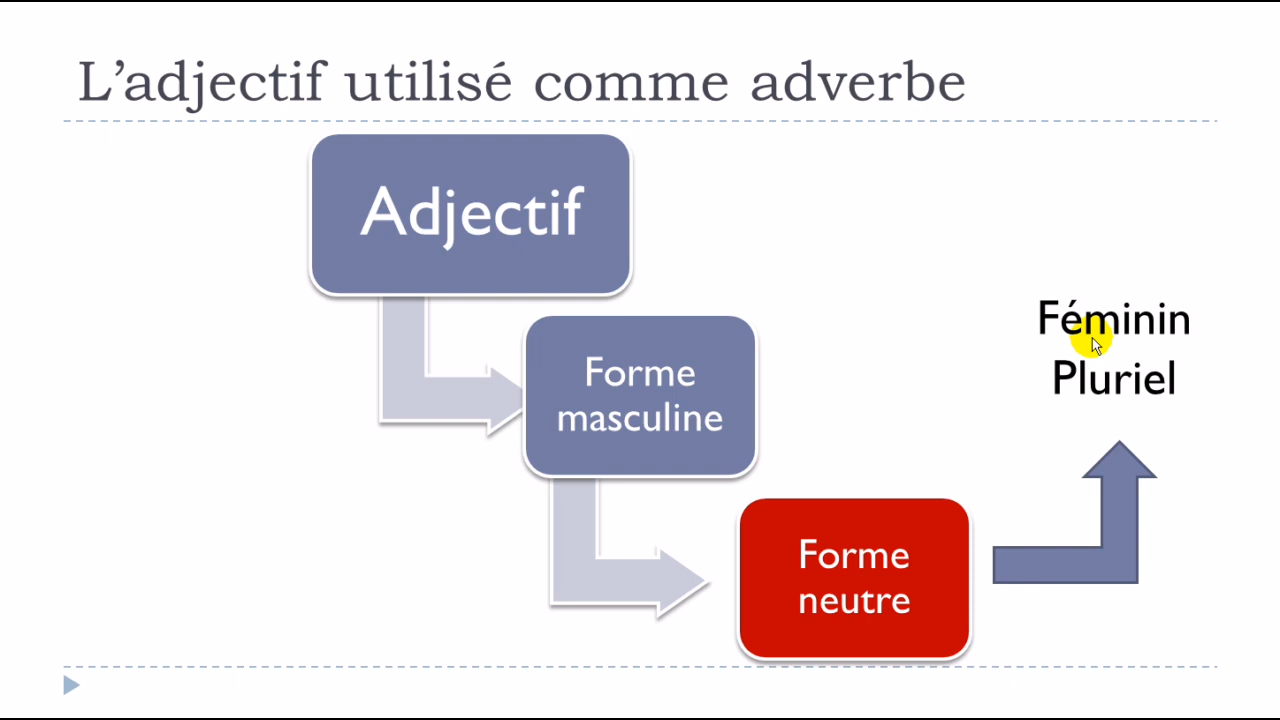 L’adjectif utilisé comme adverbe
Adjectif
Forme
masculine
Forme
neutre
Féminin
Pluriel